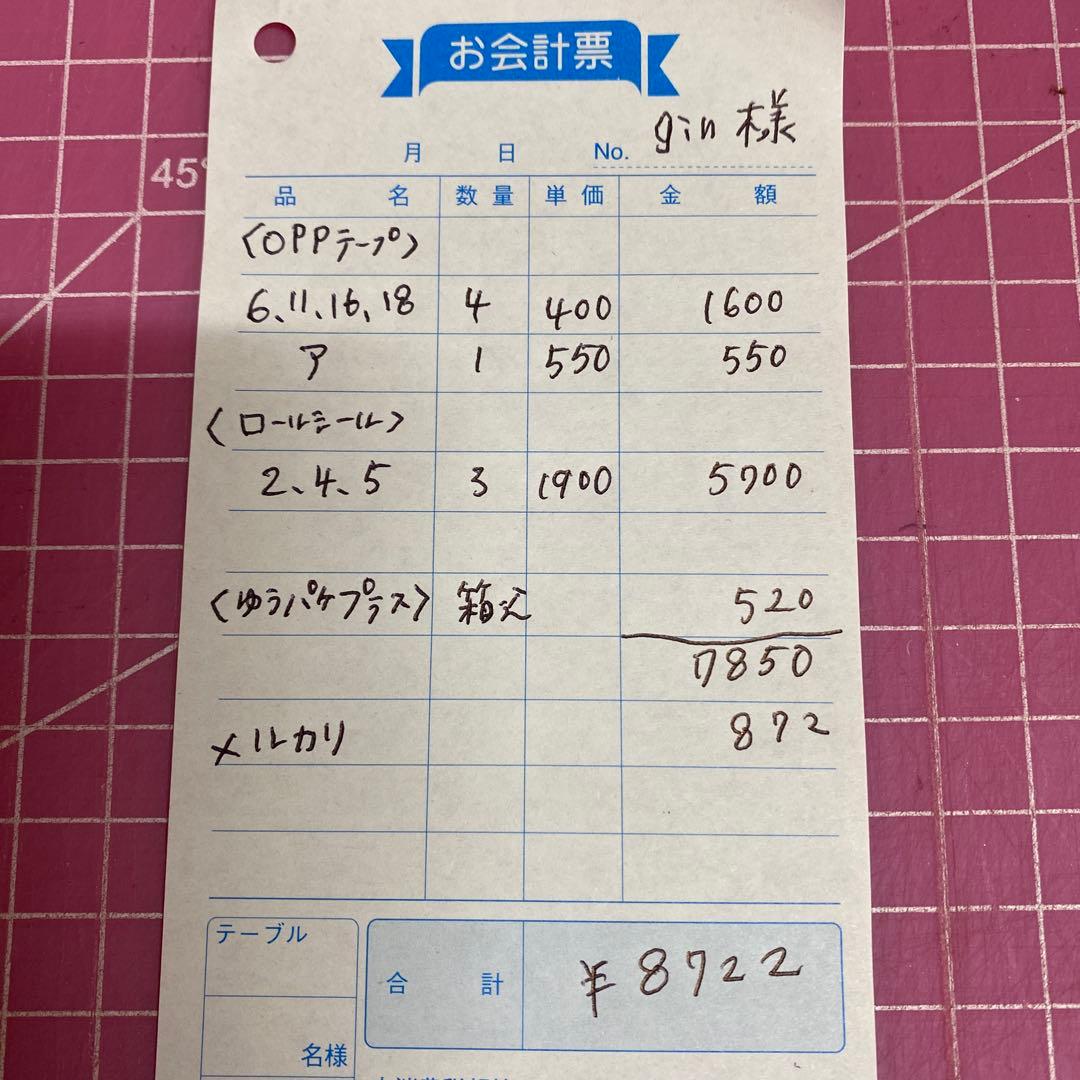 お会計票
gin 様
月 日 No.
品名 数量 単価 金額
〈OPPテープ〉
6、11、16、18 4 400 1600
ア 1 550 550
〈ロールシール〉
2、4、5 3 1900 5700
〈ゆうパケプラス〉 箱込 520
7850
メルカリ 872
テーブル
合計 ¥8722
名様
45°